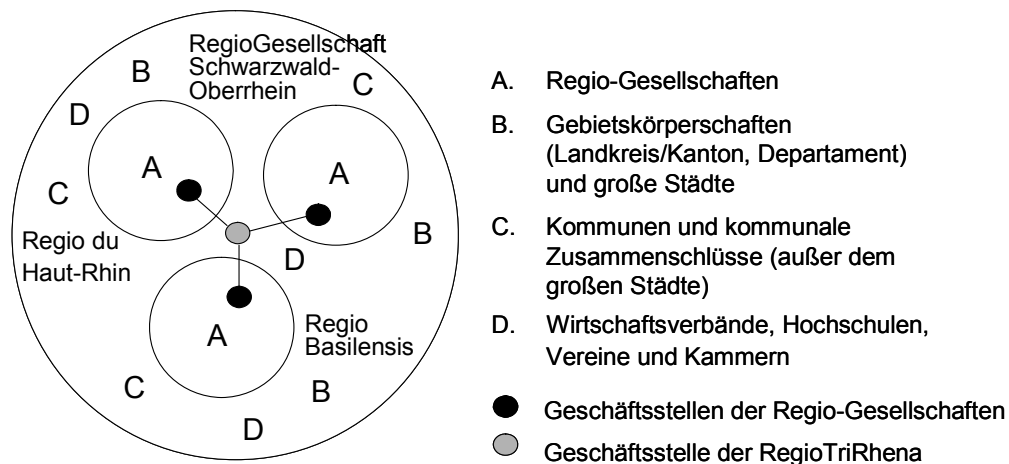 RegioGesellschaft
Schwarzwald-
Oberrhein
B
C
D
A
A
C
B
Regio du
Haut-Rhin
D
A
Regio
Basilensis
C
B
D
A. Regio-Gesellschaften
B. Gebietskörperschaften
(Landkreis/Kanton, Departament)
und große Städte
C. Kommunen und kommunale
Zusammenschlüsse (außer dem
großen Städte)
D. Wirtschaftsverbände, Hochschulen,
Vereine und Kammern
Geschäftsstellen der Regio-Gesellschaften
Geschäftsstelle der RegioTriRhena